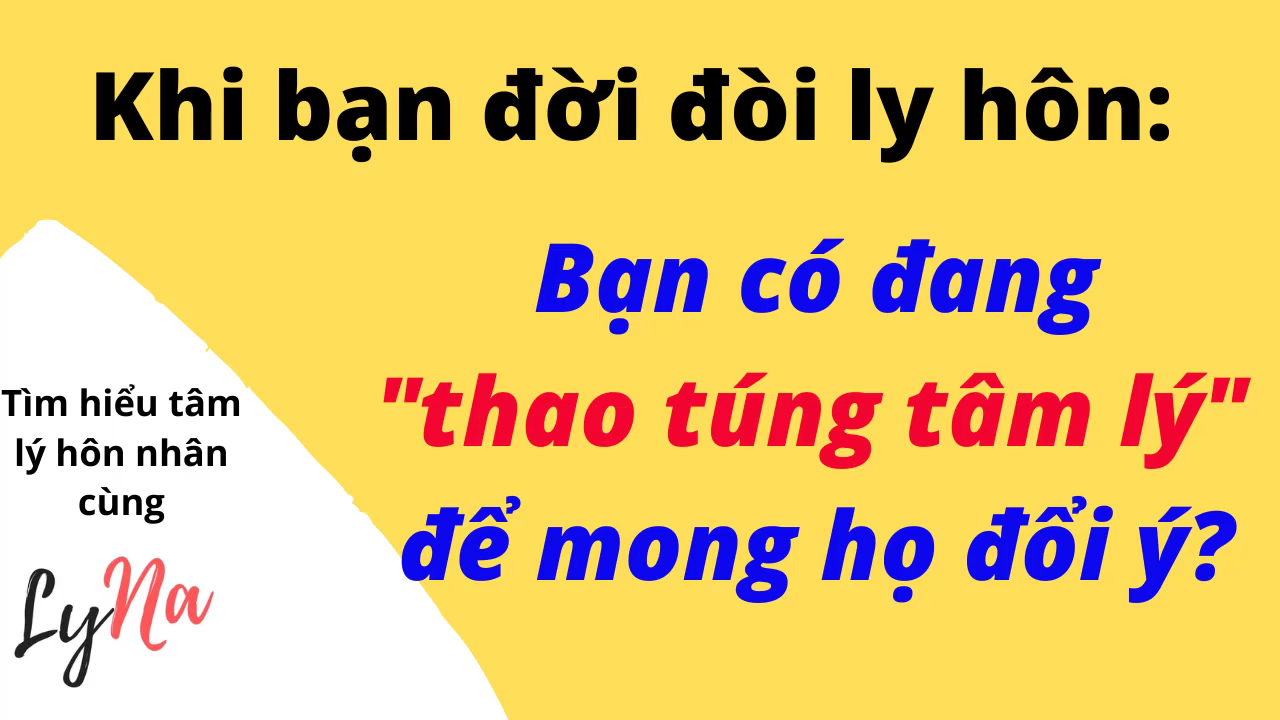 Khi bạn đời đòi ly hôn:
Bạn có đang
"thao túng tâm lý"
để mong họ đổi ý?
Tìm hiểu tâm
lý hôn nhân
cùng
LyNa